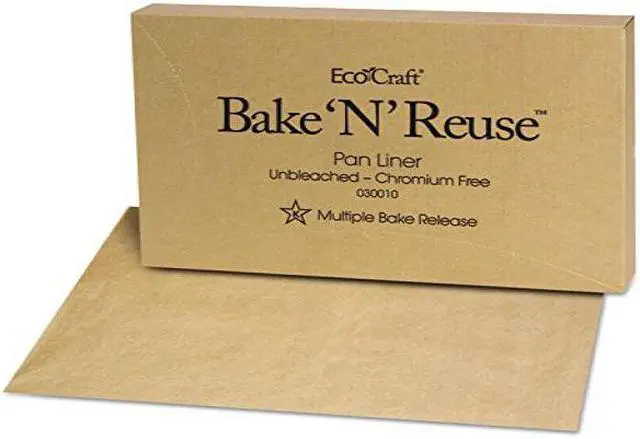 EcoCraft®
Bake 'N' Reuse™
Pan Liner
Unbleached – Chromium Free
030010
K Multiple Bake Release